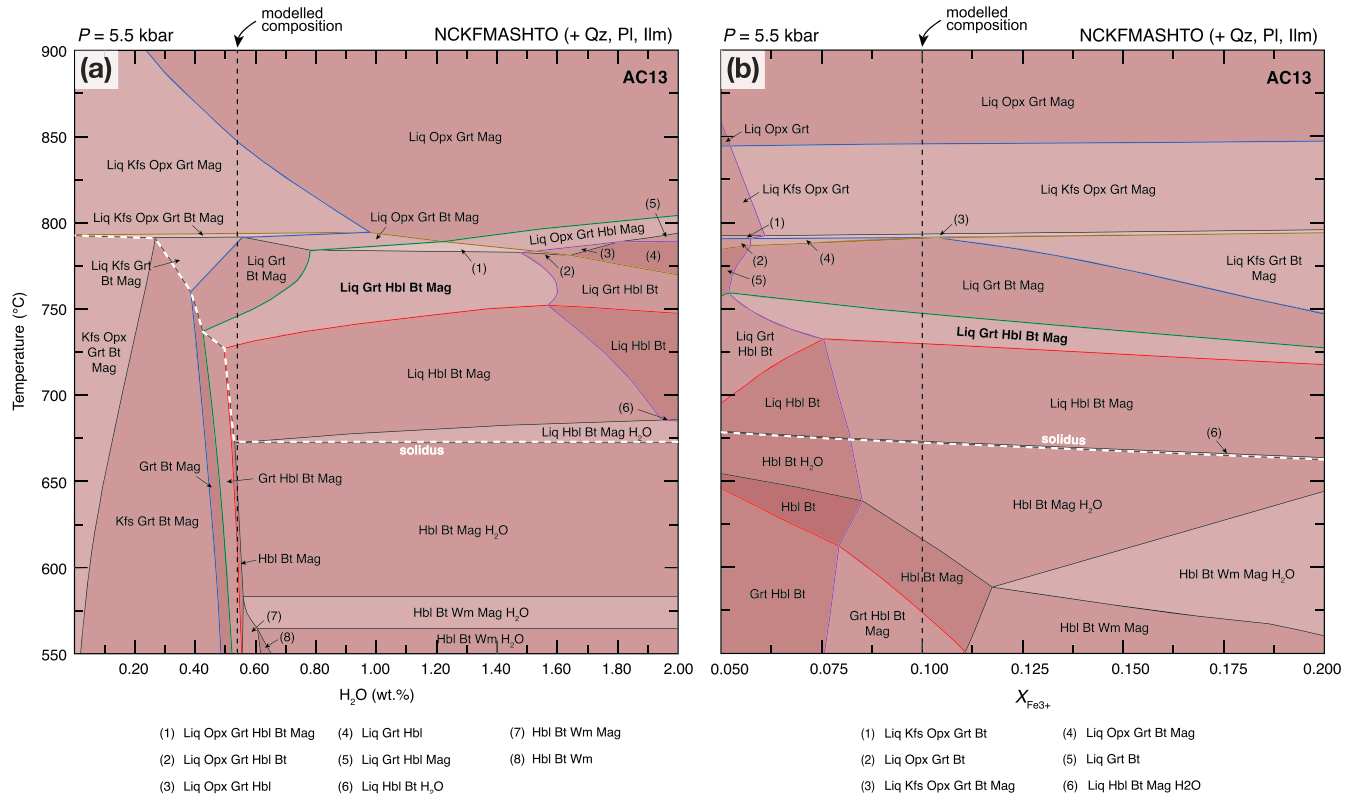 modelled
composition
P = 5.5 kbar
NCKFMASHTO (+ Qz, Pl, Ilm)
(a)
AC13
Liq Opx Grt Mag
Liq Kfs Opx Grt Mag
Liq Kfs Opx Grt Bt Mag
Liq Opx Grt Bt Mag
(5)
Liq Opx Grt Hbl Mag
Liq Kfs Grt
Bt Mag
Liq Grt
Bt Mag
(1)
(2)
(3)
(4)
Liq Grt Hbl Bt Mag
Liq Grt Hbl Bt
Kfs Opx
Grt Bt
Mag
Liq Hbl Bt
Liq Hbl Bt Mag
(6)
Liq Hbl Bt Mag H₂O
solidus
Grt Bt Mag
Grt Hbl Bt Mag
Kfs Grt Bt Mag
Hbl Bt Mag H₂O
Hbl Bt Mag
(7)
Hbl Bt Wm Mag H₂O
(8)
Hbl Bt Wm H₂O
900
850
800
750
700
650
600
550
Temperature (°C)
0.20 0.40 0.60 0.80 1.00 1.20 1.40 1.60 1.80 2.00
H₂O (wt.%)
(1) Liq Opx Grt Hbl Bt Mag (4) Liq Grt Hbl (7) Hbl Bt Wm Mag
(2) Liq Opx Grt Hbl Bt (5) Liq Grt Hbl Mag (8) Hbl Bt Wm
(3) Liq Opx Grt Hbl (6) Liq Hbl Bt H₂O
modelled
composition
P = 5.5 kbar
NCKFMASHTO (+ Qz, Pl, Ilm)
(b)
AC13
Liq Opx Grt Mag
Liq Opx Grt
Liq Kfs Opx Grt
Liq Kfs Opx Grt Mag
(1)
(3)
(2)
(4)
(5)
Liq Kfs Grt Bt
Mag
Liq Grt Bt Mag
Liq Grt Hbl Bt Mag
Liq Grt
Hbl Bt
Liq Hbl Bt
Liq Hbl Bt Mag
solidus
(6)
Hbl Bt H₂O
Hbl Bt
Hbl Bt Mag H₂O
Hbl Bt Mag
Hbl Bt Wm Mag H₂O
Grt Hbl Bt
Grt Hbl Bt
Mag
Hbl Bt Wm Mag
0.050 0.075 0.100 0.125 0.150 0.175 0.200
XFe3+
(1) Liq Kfs Opx Grt Bt (4) Liq Opx Grt Bt Mag
(2) Liq Opx Grt Bt (5) Liq Grt Bt
(3) Liq Kfs Opx Grt Bt Mag (6) Liq Hbl Bt Mag H2O